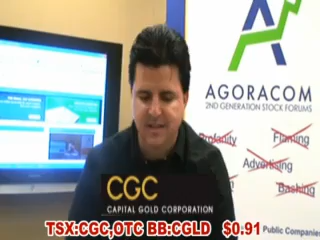 AGORACOM
2ND GENERATION STOCK FORUMS
Profanity
Flaming
Advertising
Bashing
Public Companies
CGC
CAPITAL GOLD CORPORATION
TSX:CGC,OTC BB:CGLD $0.91